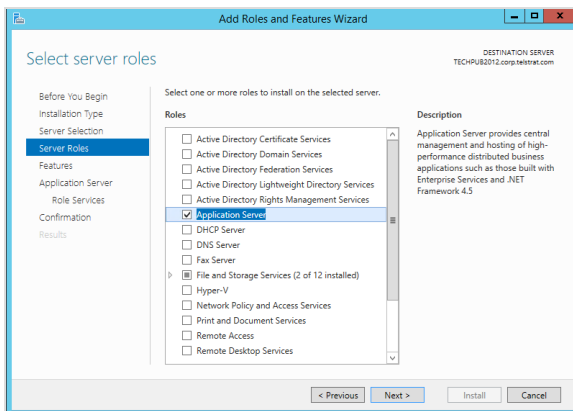 Add Roles and Features Wizard
Select server roles
DESTINATION SERVER
TECHPUB2012.corp.telstrat.com
Before You Begin
Installation Type
Server Selection
Server Roles
Features
Application Server
Role Services
Confirmation
Results
Select one or more roles to install on the selected server.
Roles
Active Directory Certificate Services
Active Directory Domain Services
Active Directory Federation Services
Active Directory Lightweight Directory Services
Active Directory Rights Management Services
Application Server
DHCP Server
DNS Server
Fax Server
File and Storage Services (2 of 12 installed)
Hyper-V
Network Policy and Access Services
Print and Document Services
Remote Access
Remote Desktop Services
Description
Application Server provides central
management and hosting of high-
performance distributed business
applications such as those built with
Enterprise Services and .NET
Framework 4.5
< Previous
Next >
Install
Cancel